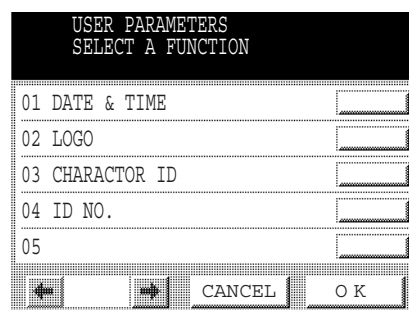 USER PARAMETERS
SELECT A FUNCTION
01 DATE & TIME
02 LOGO
03 CHARACTOR ID
04 ID NO.
05
CANCEL
O K